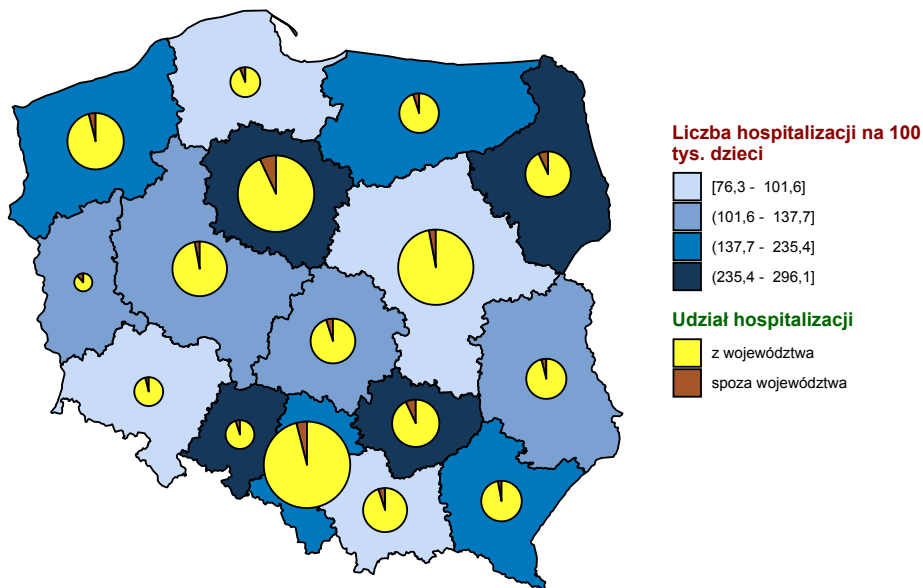 Liczba hospitalizacji na 100
tys. dzieci
[76,3 - 101,6]
(101,6 - 137,7]
(137,7 - 235,4]
(235,4 - 296,1]
Udział hospitalizacji
z województwa
spoza województwa